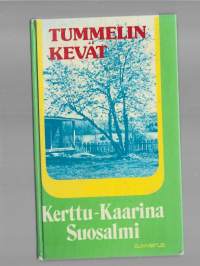 TUMMELIN
KEVÄT
Kerttu-Kaarina
Suosalmi